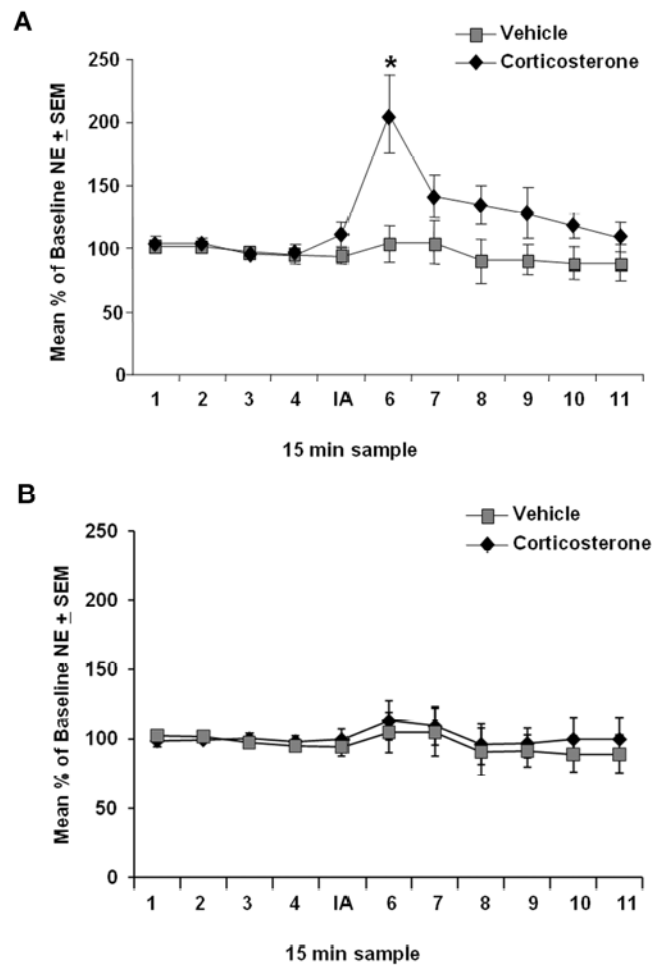 A
Vehicle
Corticosterone
250
200
150
100
50
0
*
Mean % of Baseline NE ± SEM
1 2 3 4 IA 6 7 8 9 10 11
15 min sample
B
Vehicle
Corticosterone
250
200
150
100
50
0
Mean % of Baseline NE ± SEM
1 2 3 4 IA 6 7 8 9 10 11
15 min sample